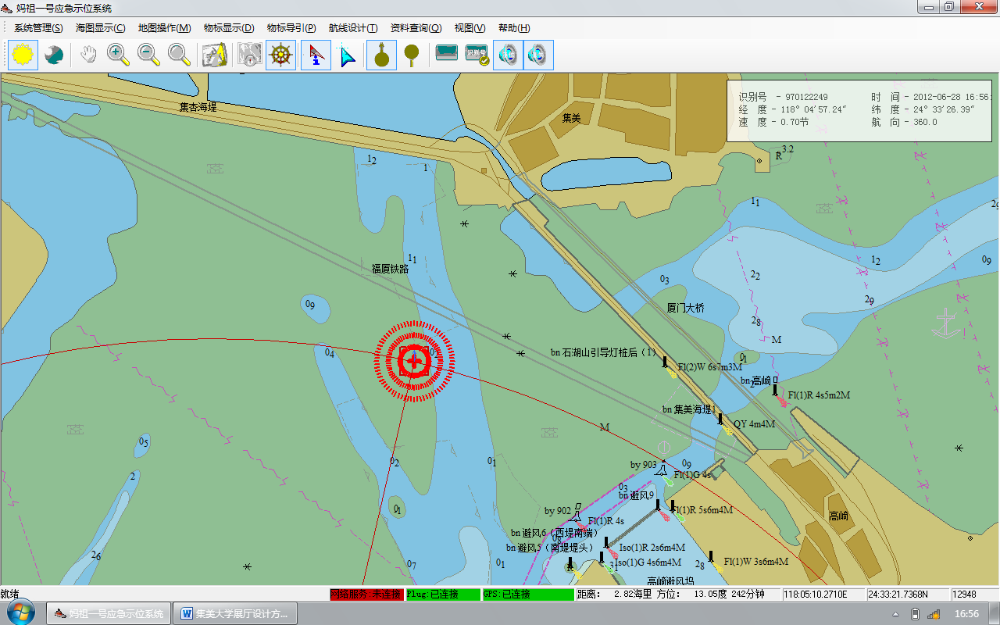 妈祖一号应急示位系统
系统管理(S) 海图显示(C) 地图操作(M) 物标显示(D) 物标导引(P) 航线设计(T) 资料查询(Q) 视图(V) 帮助(H)
识别号
识别号 - 970122249 时 间 - 2012-06-28 16:56:
经 度 - 118° 04'57.24" 纬 度 - 24° 33'26.39"
速 度 - 0.70节 航 向 - 360.0
集杏海堤
集美
R 3.2
1₂
1
1₁
1₁
福厦铁路
1₂
0₉
0₃
2₂
2₉
0₉
厦门大桥
2₈
M
0₄
bn 石湖山引导灯桩后（1）
Fl(2)W 6s7m3M
0₁
bn 高崎
Fl(1)R 4s5m2M
bn 集美海堤1
QY 4m4M
M
0₅
0₂
0₁
by 903
0₉
Fl(1)G 4s
2
0₃
bn 避风9
0₁
by 902
Fl(1)R 4s
Fl(1)R 5s6m4M
高崎
bn 避风6（西堤南端）
0₈
bn 避风5（南堤堤头）
Iso(1)R 2s6m4M
2₆
0₇
0₁
Iso(1)G 4s6m4M
3₁
2₈
Fl(1)W 3s6m4M
高崎避风坞
就绪 网络服务:未连接 Plug:已连接 GPS:已连接 距离: 2.82海里 方位: 13.05度 242分钟 118:05:10.2710E 24:33:21.7368N 12948
妈祖一号应急示位系统 集美大学展厅设计方... 16:56